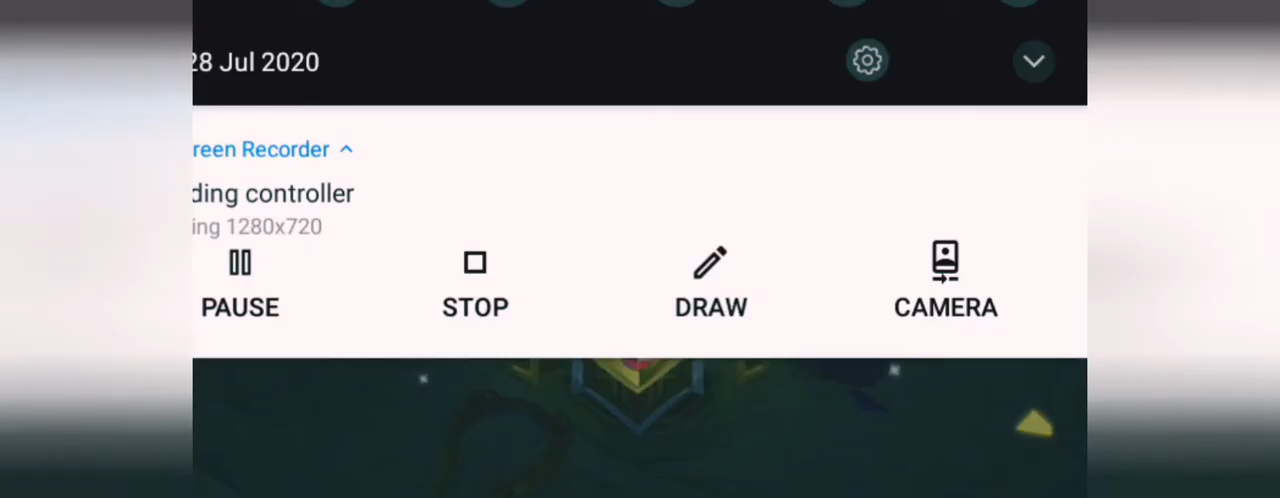 28 Jul 2020
reen Recorder
ding controller
ing 1280x720
PAUSE STOP DRAW CAMERA